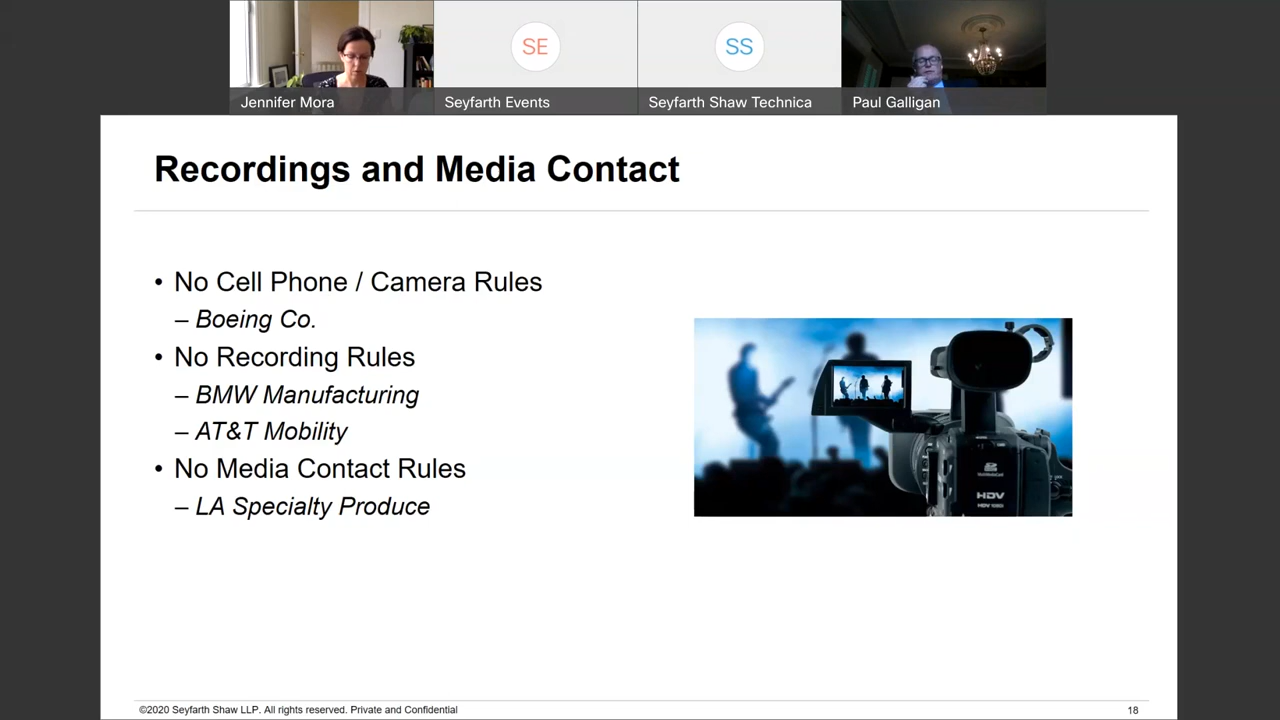 SE
SS
Jennifer Mora
Seyfarth Events
Seyfarth Shaw Technica
Paul Galligan
Recordings and Media Contact
• No Cell Phone / Camera Rules
– Boeing Co.
• No Recording Rules
– BMW Manufacturing
– AT&T Mobility
• No Media Contact Rules
– LA Specialty Produce
HDV
©2020 Seyfarth Shaw LLP. All rights reserved. Private and Confidential
18